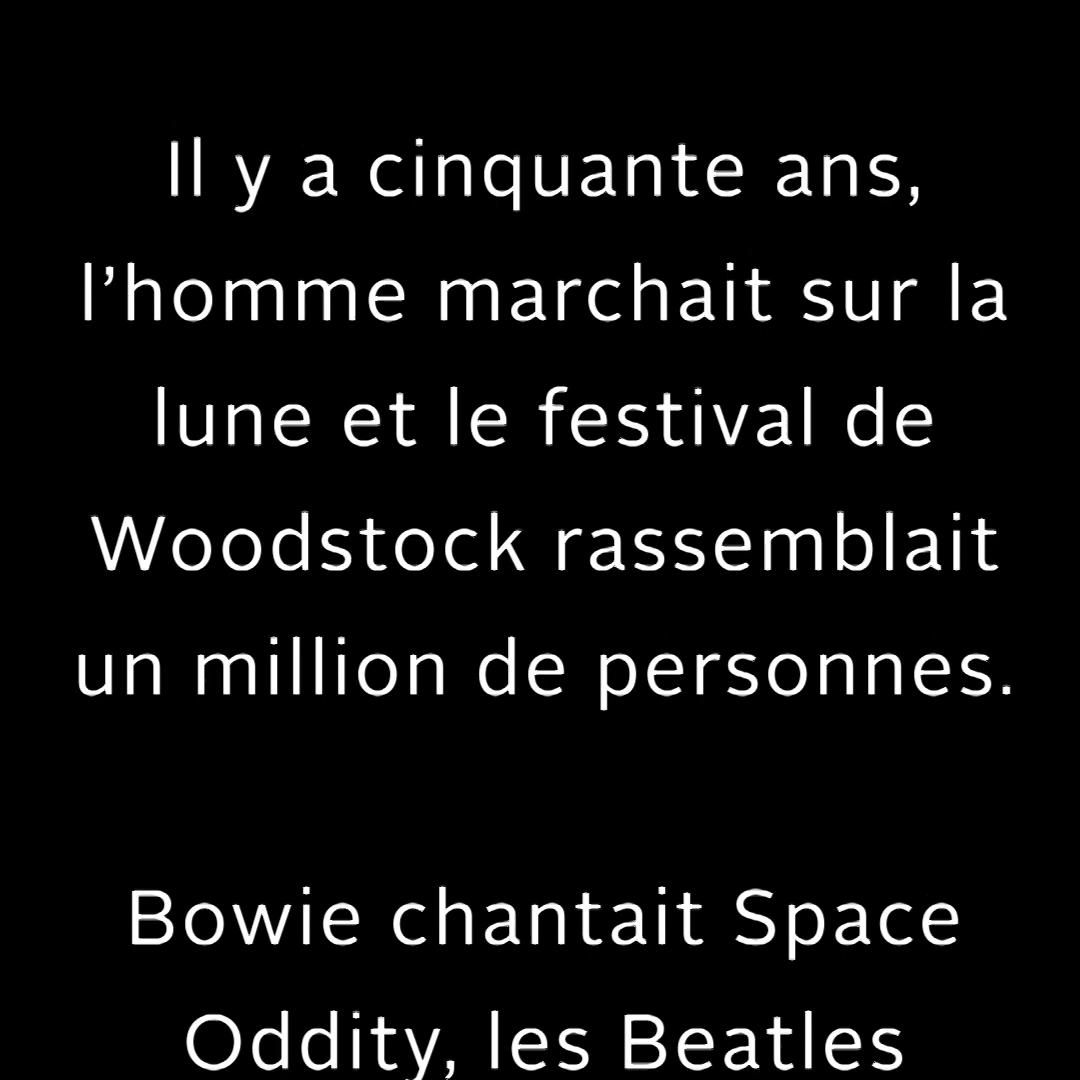 Il y a cinquante ans,
l’homme marchait sur la
lune et le festival de
Woodstock rassemblait
un million de personnes.
Bowie chantait Space
Oddity, les Beatles